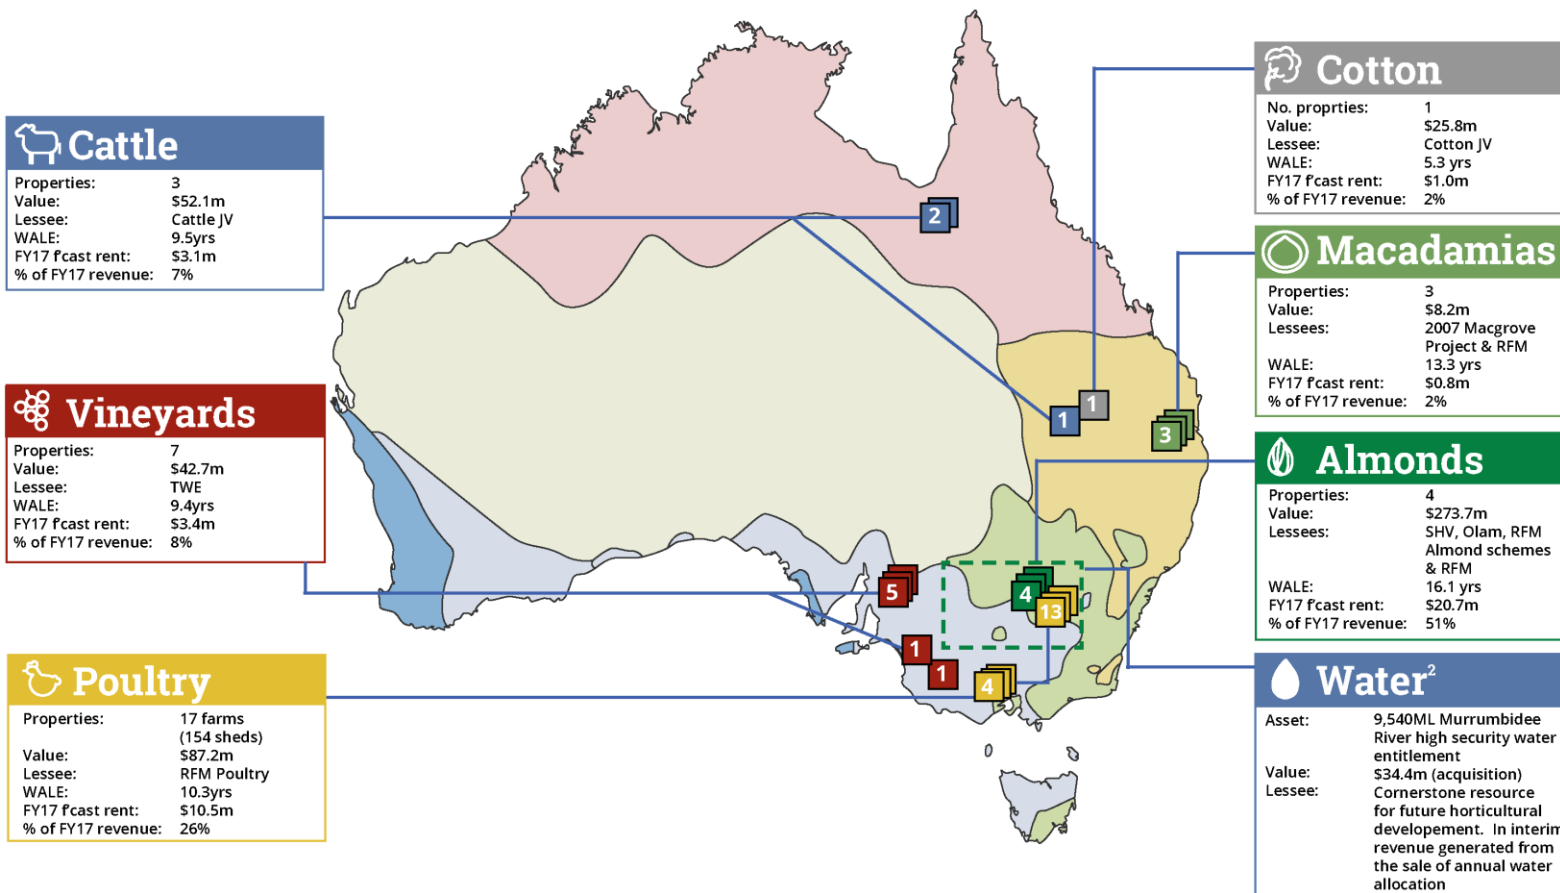 Cattle
Properties: 3
Value: $52.1m
Lessee: Cattle JV
WALE: 9.5yrs
FY17 f'cast rent: $3.1m
% of FY17 revenue: 7%
Vineyards
Properties: 7
Value: $42.7m
Lessee: TWE
WALE: 9.4yrs
FY17 f'cast rent: $3.4m
% of FY17 revenue: 8%
Poultry
Properties: 17 farms
(154 sheds)
Value: $87.2m
Lessee: RFM Poultry
WALE: 10.3yrs
FY17 f'cast rent: $10.5m
% of FY17 revenue: 26%
2
1
1
3
5
4
13
1
1
4
Cotton
No. proprties: 1
Value: $25.8m
Lessee: Cotton JV
WALE: 5.3 yrs
FY17 f'cast rent: $1.0m
% of FY17 revenue: 2%
Macadamias
Properties: 3
Value: $8.2m
Lessees: 2007 Macgrove
Project & RFM
WALE: 13.3 yrs
FY17 f'cast rent: $0.8m
% of FY17 revenue: 2%
Almonds
Properties: 4
Value: $273.7m
Lessees: SHV, Olam, RFM
Almond schemes
& RFM
WALE: 16.1 yrs
FY17 f'cast rent: $20.7m
% of FY17 revenue: 51%
Water²
Asset: 9,540ML Murrumbidee
River high security water
entitlement
Value: $34.4m (acquisition)
Lessee: Cornerstone resource
for future horticultural
developement. In interim
revenue generated from
the sale of annual water
allocation